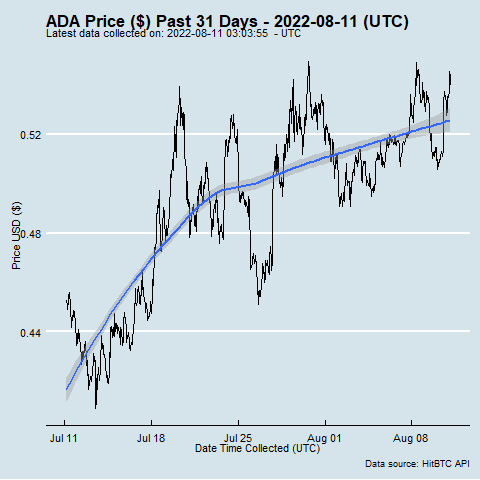 ADA Price ($) Past 31 Days - 2022-08-11 (UTC)
Latest data collected on: 2022-08-11 03:03:55 - UTC
Price USD ($)
0.52
0.48
0.44
Jul 11 Jul 18 Jul 25 Aug 01 Aug 08
Date Time Collected (UTC)
Data source: HitBTC API